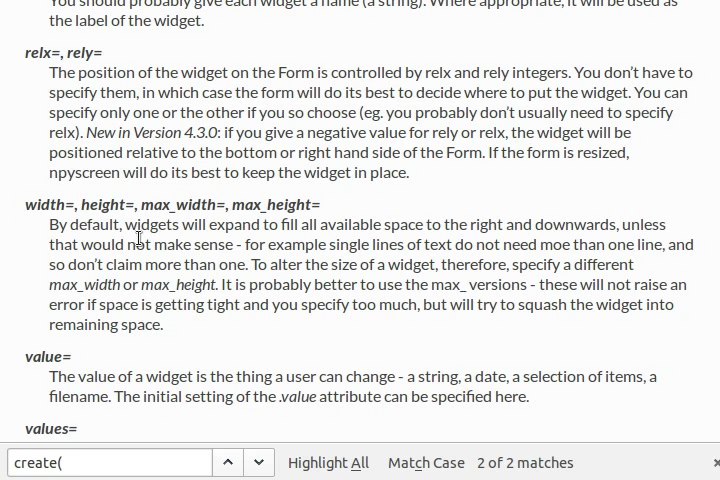 You should probably give each widget a name (a string). Where appropriate, it will be used as
the label of the widget.
relx=, rely=
The position of the widget on the Form is controlled by relx and rely integers. You don't have to
specify them, in which case the form will do its best to decide where to put the widget. You can
specify only one or the other if you so choose (eg. you probably don't usually need to specify
relx). New in Version 4.3.0: if you give a negative value for rely or relx, the widget will be
positioned relative to the bottom or right hand side of the Form. If the form is resized,
npyscreen will do its best to keep the widget in place.
width=, height=, max_width=, max_height=
By default, widgets will expand to fill all available space to the right and downwards, unless
that would not make sense - for example single lines of text do not need moe than one line, and
so don't claim more than one. To alter the size of a widget, therefore, specify a different
max_width or max_height. It is probably better to use the max_ versions - these will not raise an
error if space is getting tight and you specify too much, but will try to squash the widget into
remaining space.
value=
The value of a widget is the thing a user can change - a string, a date, a selection of items, a
filename. The initial setting of the .value attribute can be specified here.
values=
create( Highlight All Match Case 2 of 2 matches